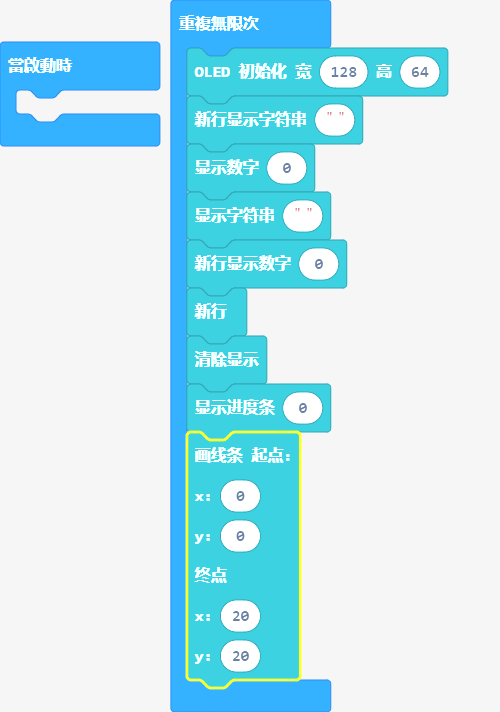 當啟動時
重複無限次
OLED 初始化 宽 128 高 64
新行显示字符串 " "
显示数字 0
显示字符串 " "
新行显示数字 0
新行
清除显示
显示进度条 0
画线条 起点:
x: 0
y: 0
终点
x: 20
y: 20